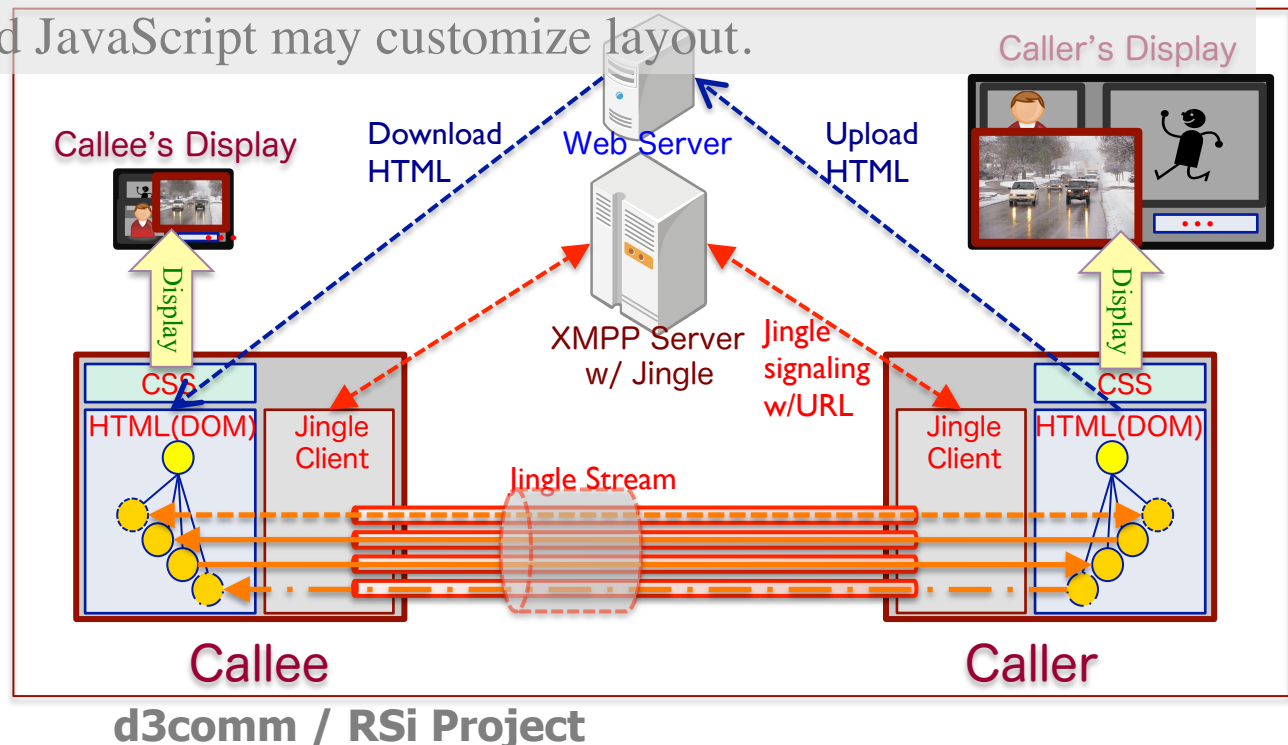 d JavaScript may customize layout.
Caller's Display
Callee's Display
Download
HTML
Web Server
Upload
HTML
Display
Display
XMPP Server
w/ Jingle
Jingle
signaling
w/URL
CSS
HTML(DOM)
Jingle
Client
Jingle Stream
Jingle
Client
CSS
HTML(DOM)
Callee
Caller
d3comm / RSi Project